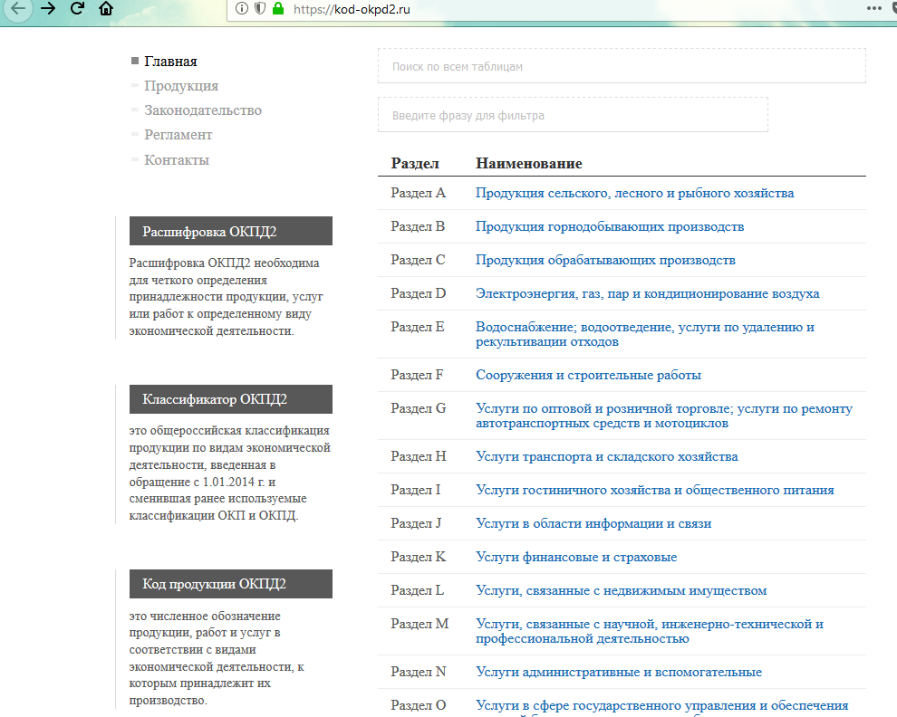 https://kod-okpd2.ru
Главная
Продукция
Законодательство
Регламент
Контакты
Расшифровка ОКПД2
Расшифровка ОКПД2 необходима
для четкого определения
принадлежности продукции, услуг
или работ к определенному виду
экономической деятельности.
Классификатор ОКПД2
это общероссийская классификация
продукции по видам экономической
деятельности, введенная в
обращение с 1.01.2014 г. и
сменившая ранее используемые
классификации ОКП и ОКПД.
Код продукции ОКПД2
это численное обозначение
продукции, работ и услуг в
соответствии с видами
экономической деятельности, к
которым принадлежит их
производство.
Поиск по всем таблицам
Введите фразу для фильтра
Раздел Наименование
Раздел A Продукция сельского, лесного и рыбного хозяйства
Раздел B Продукция горнодобывающих производств
Раздел C Продукция обрабатывающих производств
Раздел D Электроэнергия, газ, пар и кондиционирование воздуха
Раздел E Водоснабжение; водоотведение, услуги по удалению и
рекультивации отходов
Раздел F Сооружения и строительные работы
Раздел G Услуги по оптовой и розничной торговле; услуги по ремонту
автотранспортных средств и мотоциклов
Раздел H Услуги транспорта и складского хозяйства
Раздел I Услуги гостиничного хозяйства и общественного питания
Раздел J Услуги в области информации и связи
Раздел K Услуги финансовые и страховые
Раздел L Услуги, связанные с недвижимым имуществом
Раздел M Услуги, связанные с научной, инженерно-технической и
профессиональной деятельностью
Раздел N Услуги административные и вспомогательные
Раздел O Услуги в сфере государственного управления и обеспечения